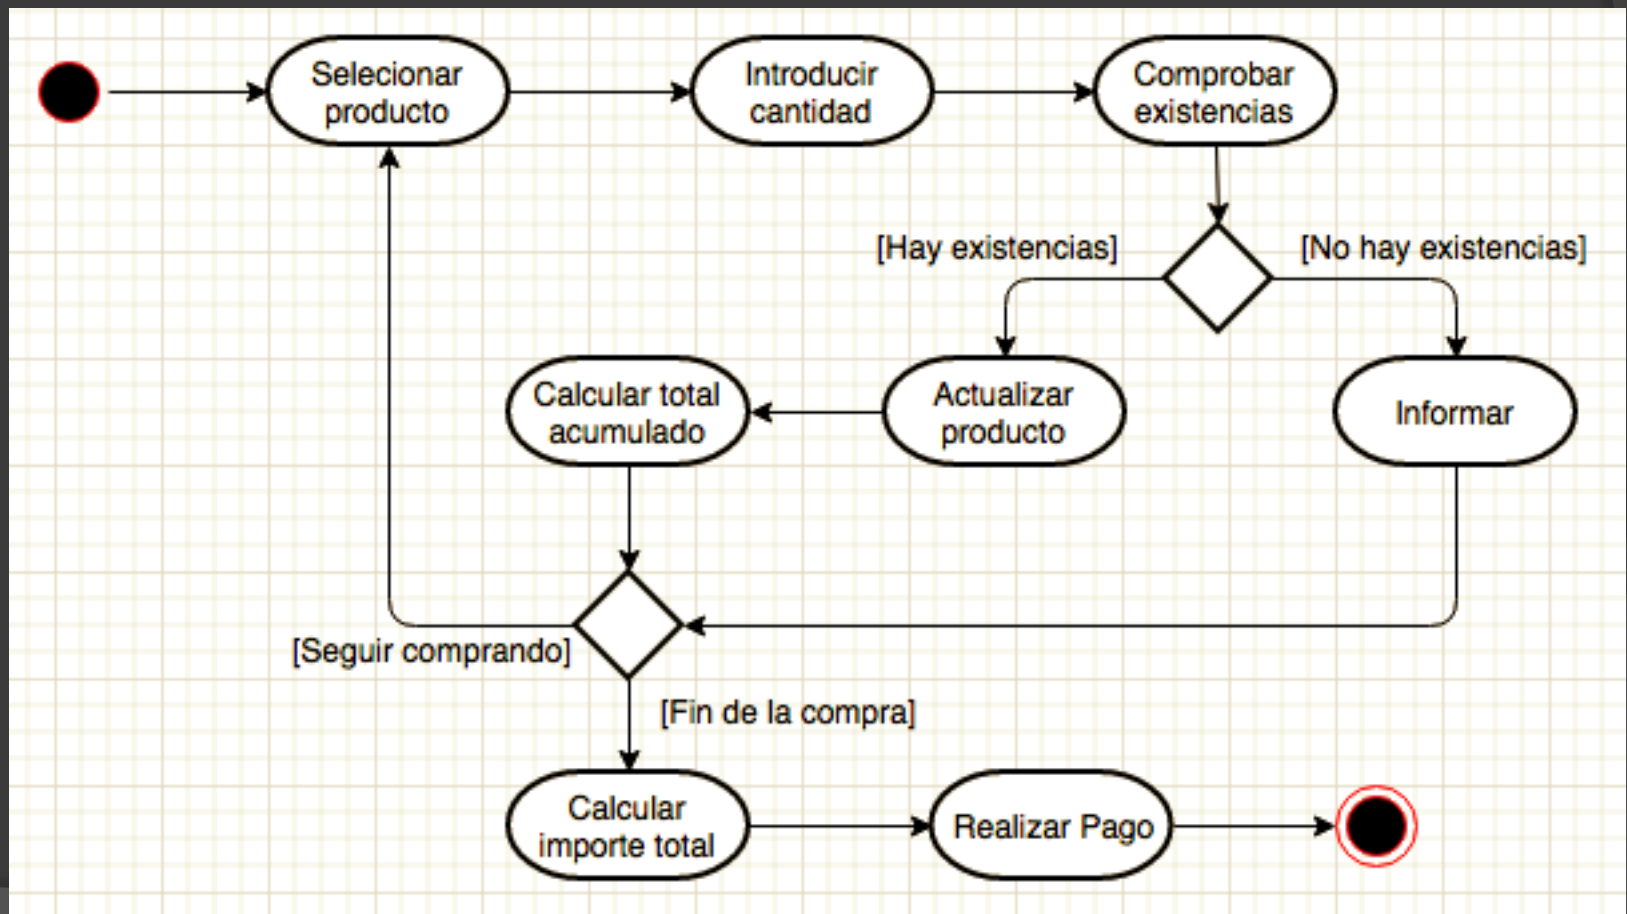 Selecionar
producto
Introducir
cantidad
Comprobar
existencias
[Hay existencias]
[No hay existencias]
Calcular total
acumulado
Actualizar
producto
Informar
[Seguir comprando]
[Fin de la compra]
Calcular
importe total
Realizar Pago